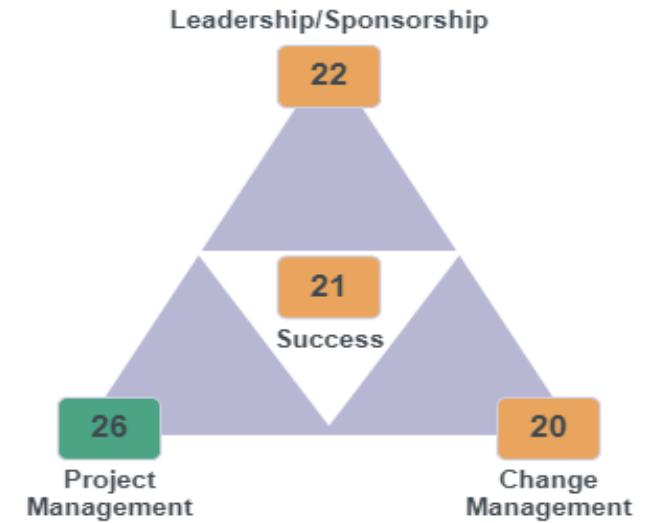 Leadership/Sponsorship
22
21
Success
26
Project
Management
20
Change
Management